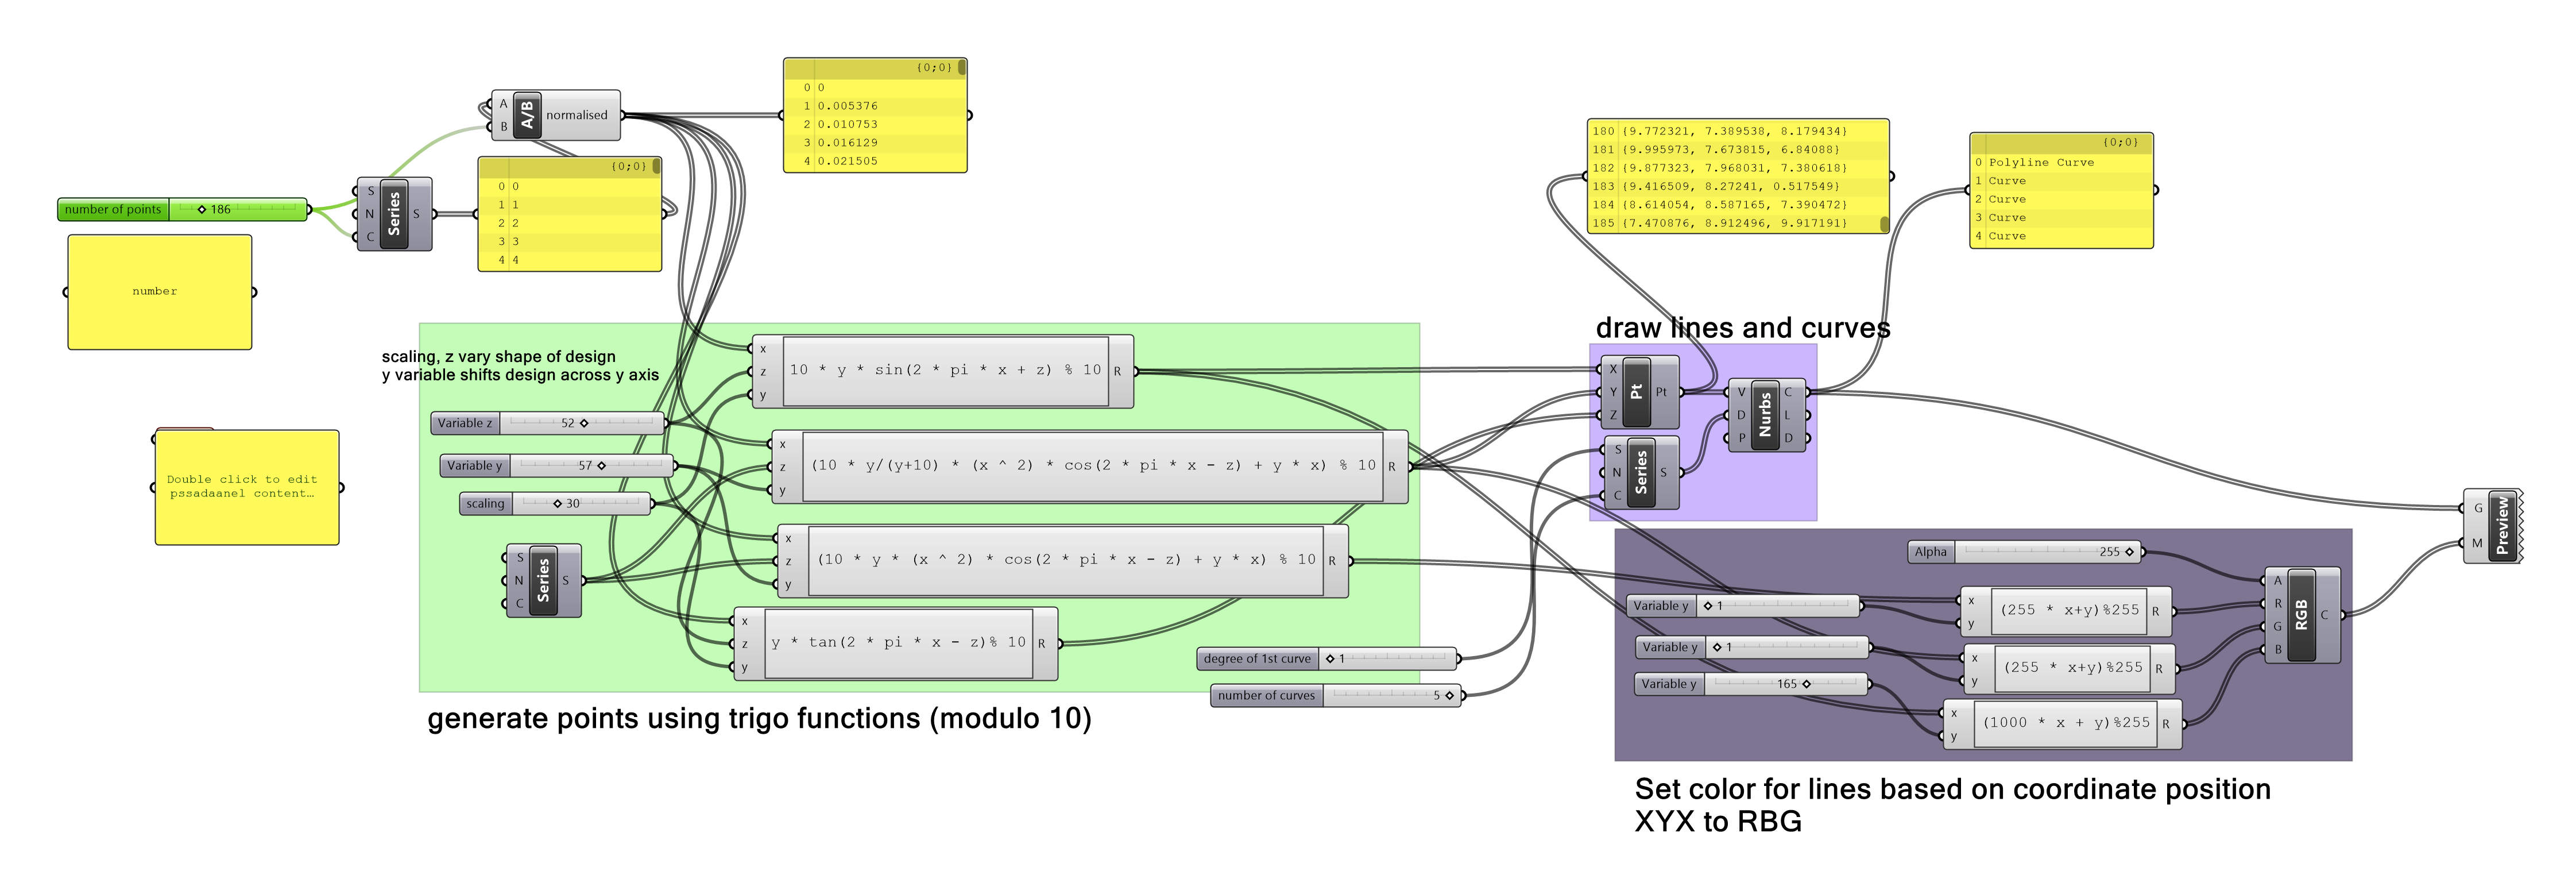 number of points 186
number
Double click to edit
pssadaanel content…
S
N
C
Series
S
A
B
A/B
normalised
{0;0}
0 0
1 1
2 2
3 3
4 4
{0;0}
0 0
1 0.005376
2 0.010753
3 0.016129
4 0.021505
scaling, z vary shape of design
y variable shifts design across y axis
Variable z 52
Variable y 57
scaling 30
S
N
C
Series
S
x
z
y
10 * y * sin(2 * pi * x + z) % 10
R
x
z
y
(10 * y/(y+10) * (x ^ 2) * cos(2 * pi * x - z) + y * x) % 10
R
x
z
y
(10 * y * (x ^ 2) * cos(2 * pi * x - z) + y * x) % 10
R
x
z
y
y * tan(2 * pi * x - z)% 10
R
generate points using trigo functions (modulo 10)
degree of 1st curve 1
number of curves 5
180 {9.772321, 7.389538, 8.179434}
181 {9.995973, 7.673815, 6.84088}
182 {9.877323, 7.968031, 7.380618}
183 {9.416509, 8.27241, 0.517549}
184 {8.614054, 8.587165, 7.390472}
185 {7.470876, 8.912496, 9.917191}
{0;0}
0 Polyline Curve
1 Curve
2 Curve
3 Curve
4 Curve
draw lines and curves
X
Y
Z
Pt
Pt
S
N
C
Series
S
V
D
P
Nurbs
C
L
D
Alpha 255
Variable y 1
Variable y 1
Variable y 165
x
y
(255 * x+y)%255
R
x
y
(255 * x+y)%255
R
x
y
(1000 * x + y)%255
R
A
R
G
B
RGB
C
G
M
Preview
Set color for lines based on coordinate position
XYX to RBG